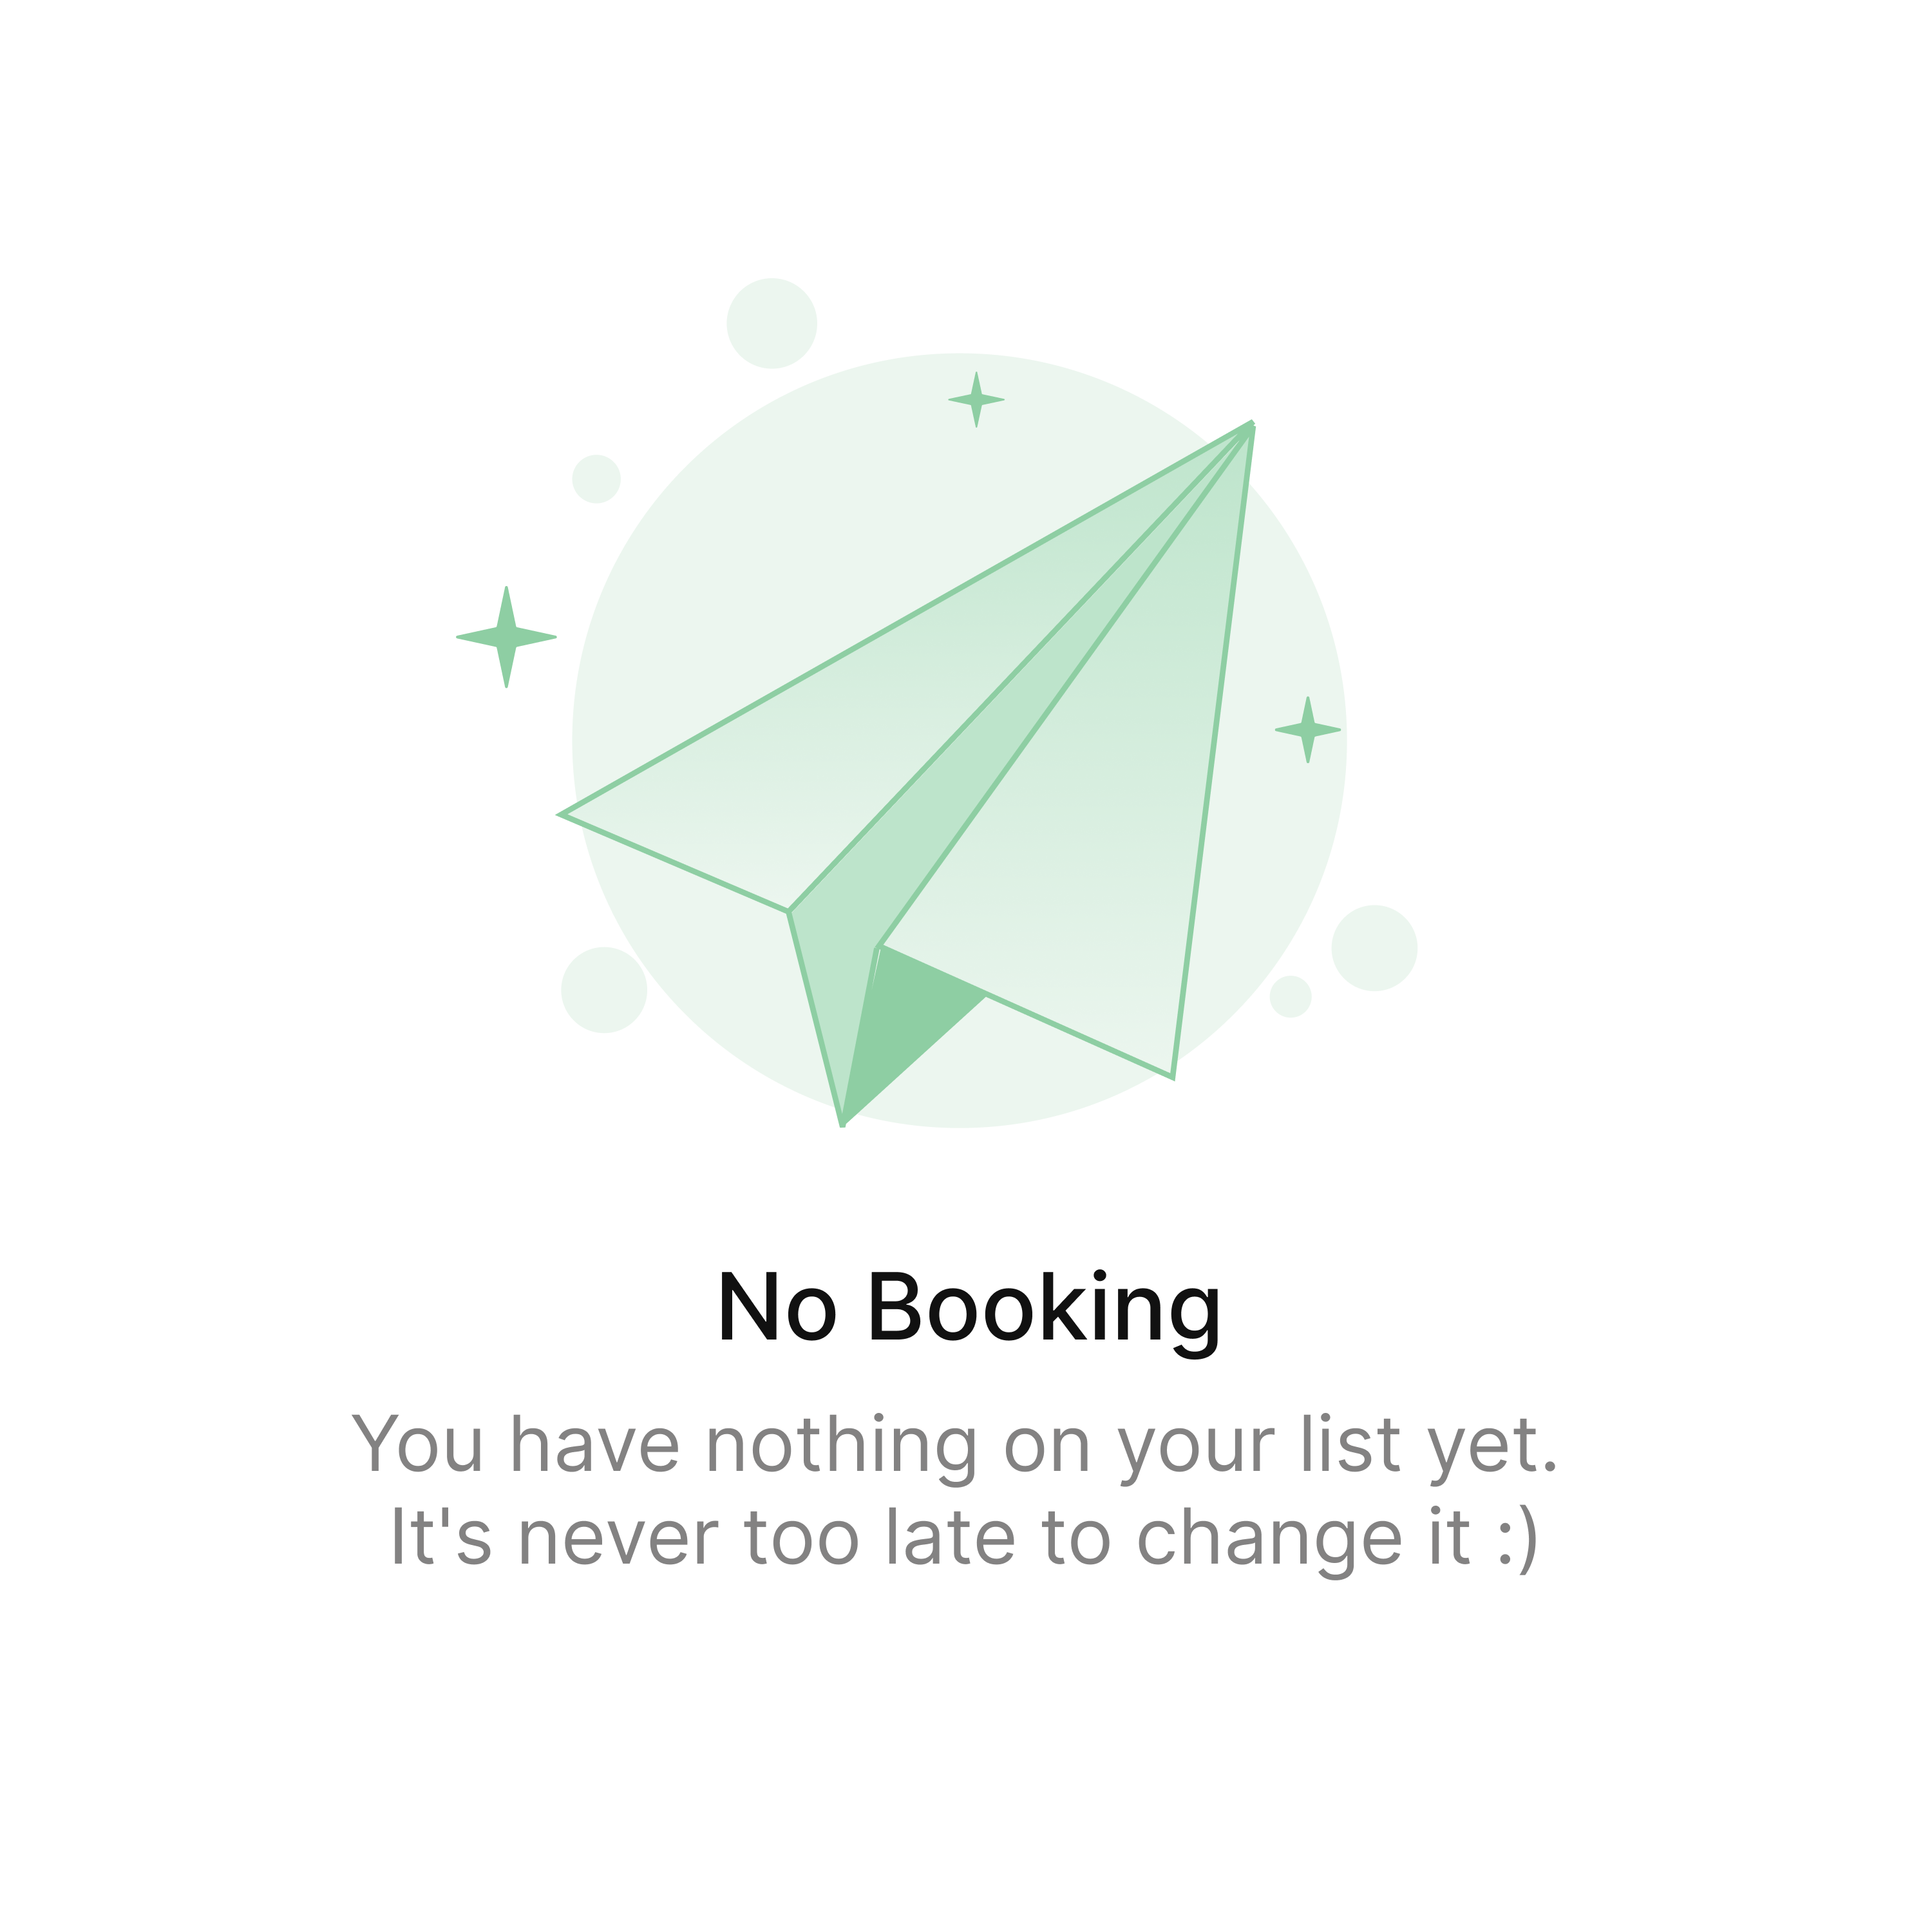 No Booking
You have nothing on your list yet.
It's never too late to change it :)